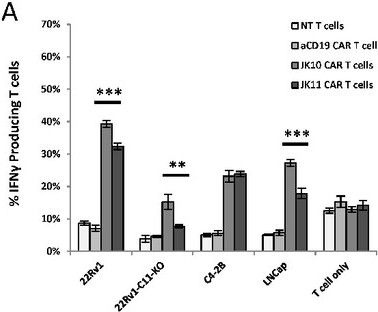 A
NT T cells
aCD19 CAR T cell
JK10 CAR T cells
JK11 CAR T cells
% IFNγ Producing T cells
70%
60%
50%
40%
30%
20%
10%
0%
***
**
***
22Rv1
22Rv1-C11-KO
C4-2B
LNCap
T cell only